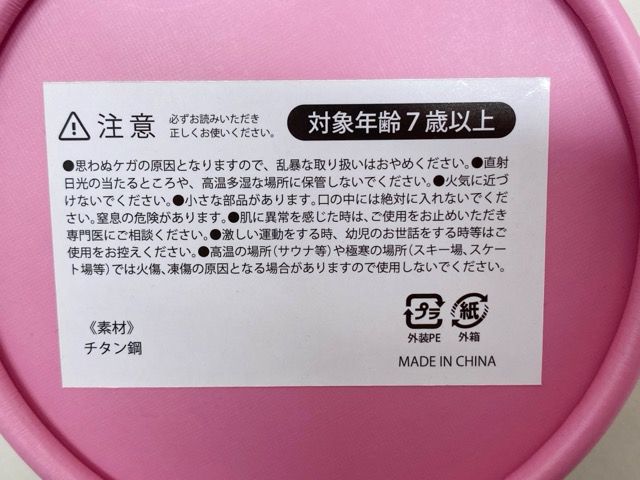 注意 必ずお読みいただき
正しくお使いください。
対象年齢7歳以上
●思わぬケガの原因となりますので、乱暴な取り扱いはおやめください。●直射
日光の当たるところや、高温多湿な場所に保管しないでください。●火気に近づ
けないでください。●小さな部品があります。口の中には絶対に入れないでくだ
さい。窒息の危険があります。●肌に異常を感じた時は、ご使用をお止めいただき
専門医にご相談ください。●激しい運動をする時、幼児のお世話をする時等はご
使用をお控えください。●高温の場所（サウナ等）や極寒の場所（スキー場、スケー
ト場等）では火傷、凍傷の原因となる場合がありますので使用しないでください。
《素材》
チタン鋼
プラ 紙
外装PE 外箱
MADE IN CHINA